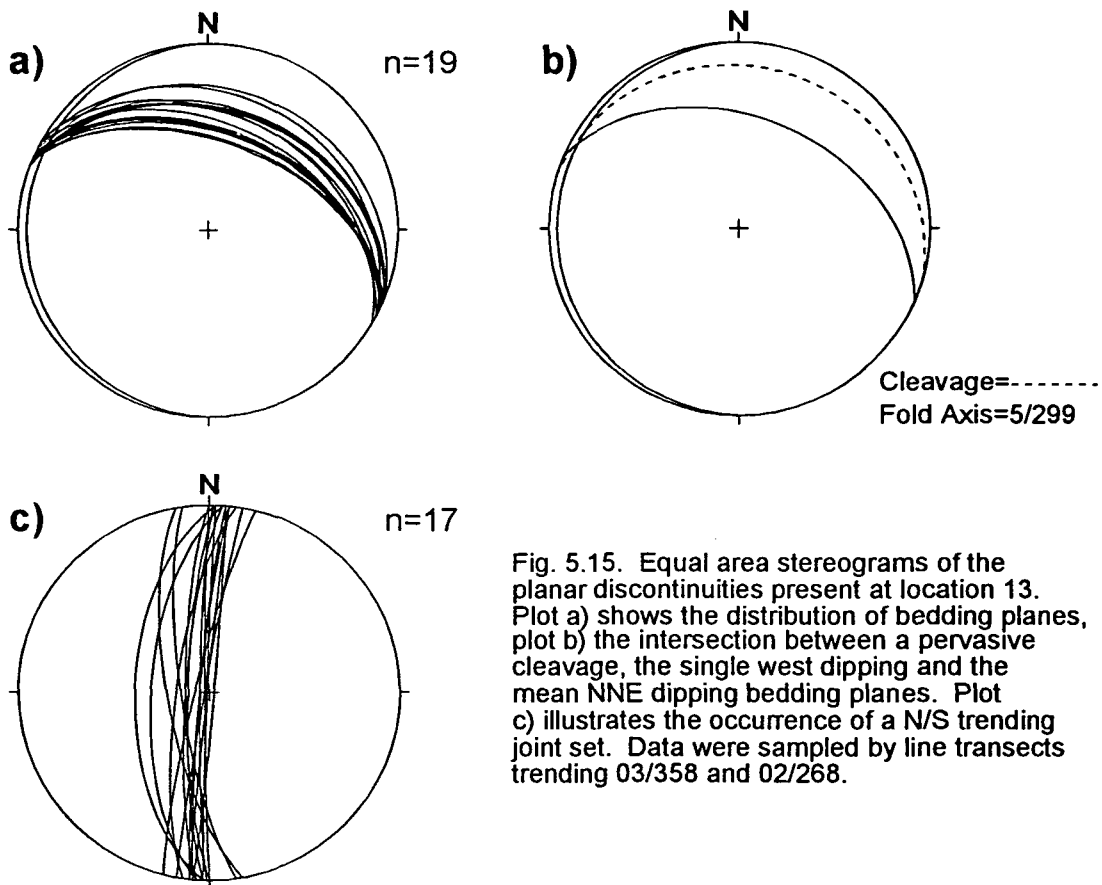 N
a)
n=19
N
b)
Cleavage=------
Fold Axis=5/299
N
c)
n=17
Fig. 5.15. Equal area stereograms of the
planar discontinuities present at location 13.
Plot a) shows the distribution of bedding planes,
plot b) the intersection between a pervasive
cleavage, the single west dipping and the
mean NNE dipping bedding planes. Plot
c) illustrates the occurrence of a N/S trending
joint set. Data were sampled by line transects
trending 03/358 and 02/268.